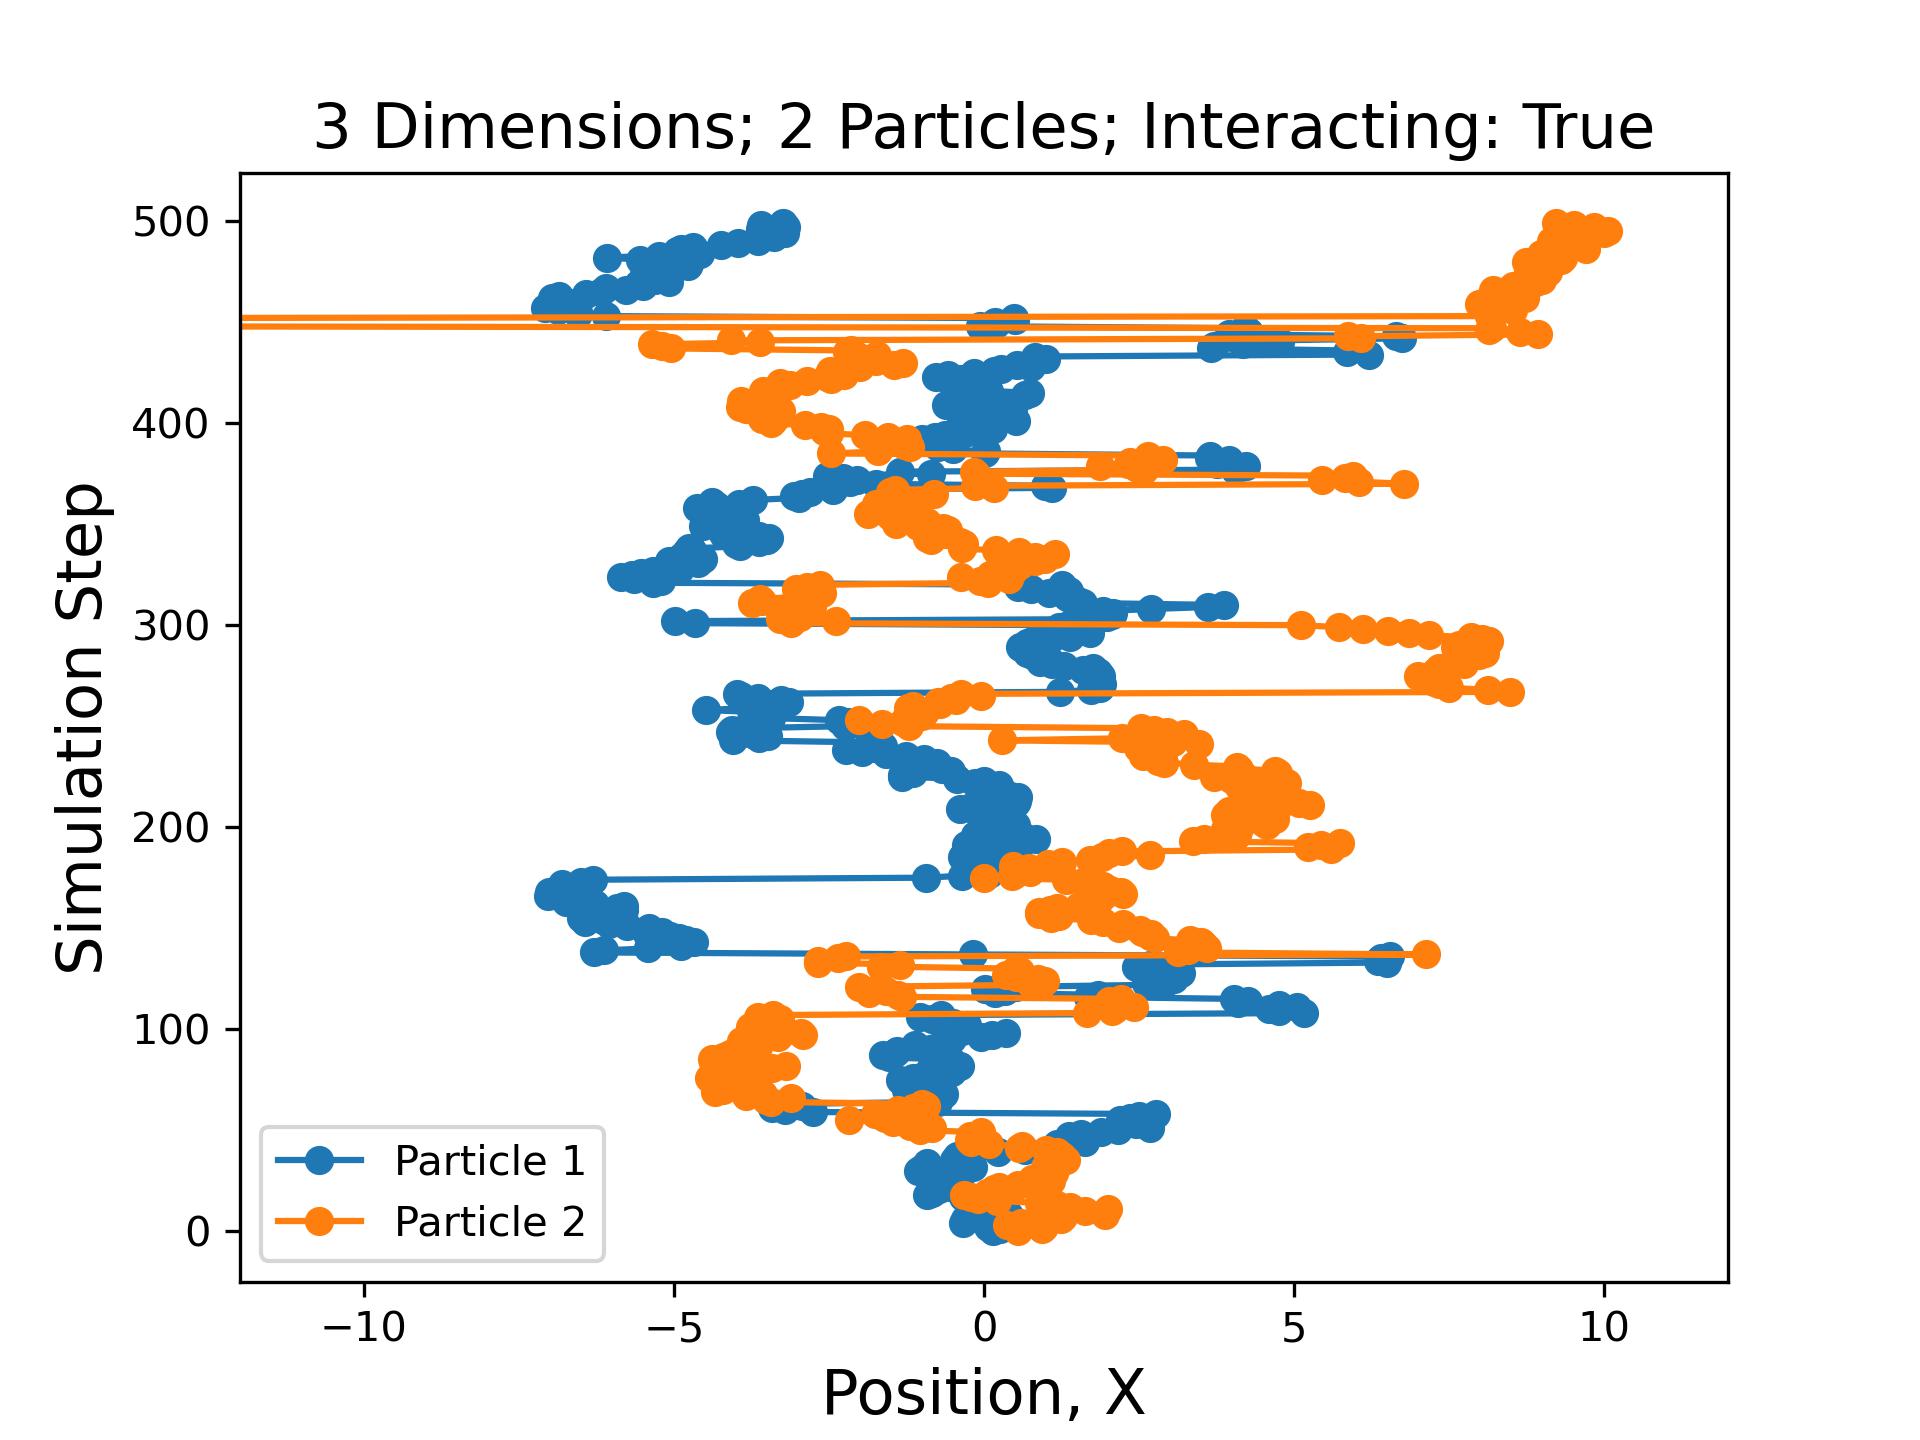 3 Dimensions; 2 Particles; Interacting: True
Simulation Step
500
400
300
200
100
0
Particle 1
Particle 2
−10
−5
0
5
10
Position, X